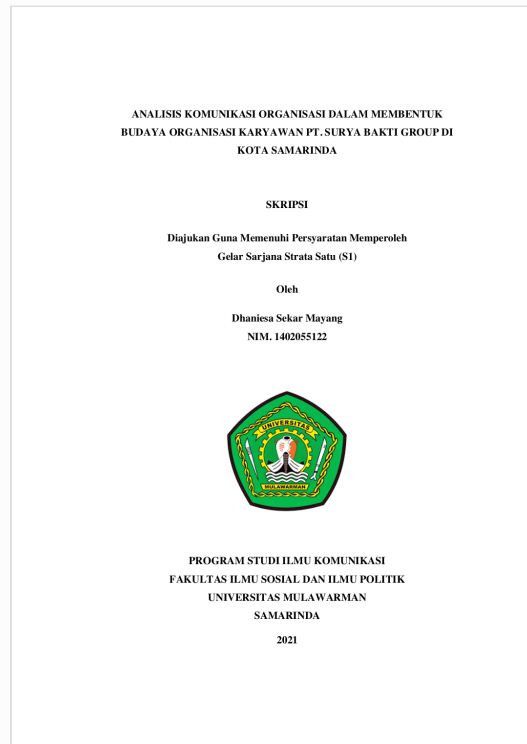 ANALISIS KOMUNIKASI ORGANISASI DALAM MEMBENTUK
BUDAYA ORGANISASI KARYAWAN PT. SURYA BAKTI GROUP DI
KOTA SAMARINDA
SKRIPSI
Diajukan Guna Memenuhi Persyaratan Memperoleh
Gelar Sarjana Strata Satu (S1)
Oleh
Dhaniesa Sekar Mayang
NIM. 1402055122
UNIVERSITAS
MULAWARMAN
PROGRAM STUDI ILMU KOMUNIKASI
FAKULTAS ILMU SOSIAL DAN ILMU POLITIK
UNIVERSITAS MULAWARMAN
SAMARINDA
2021